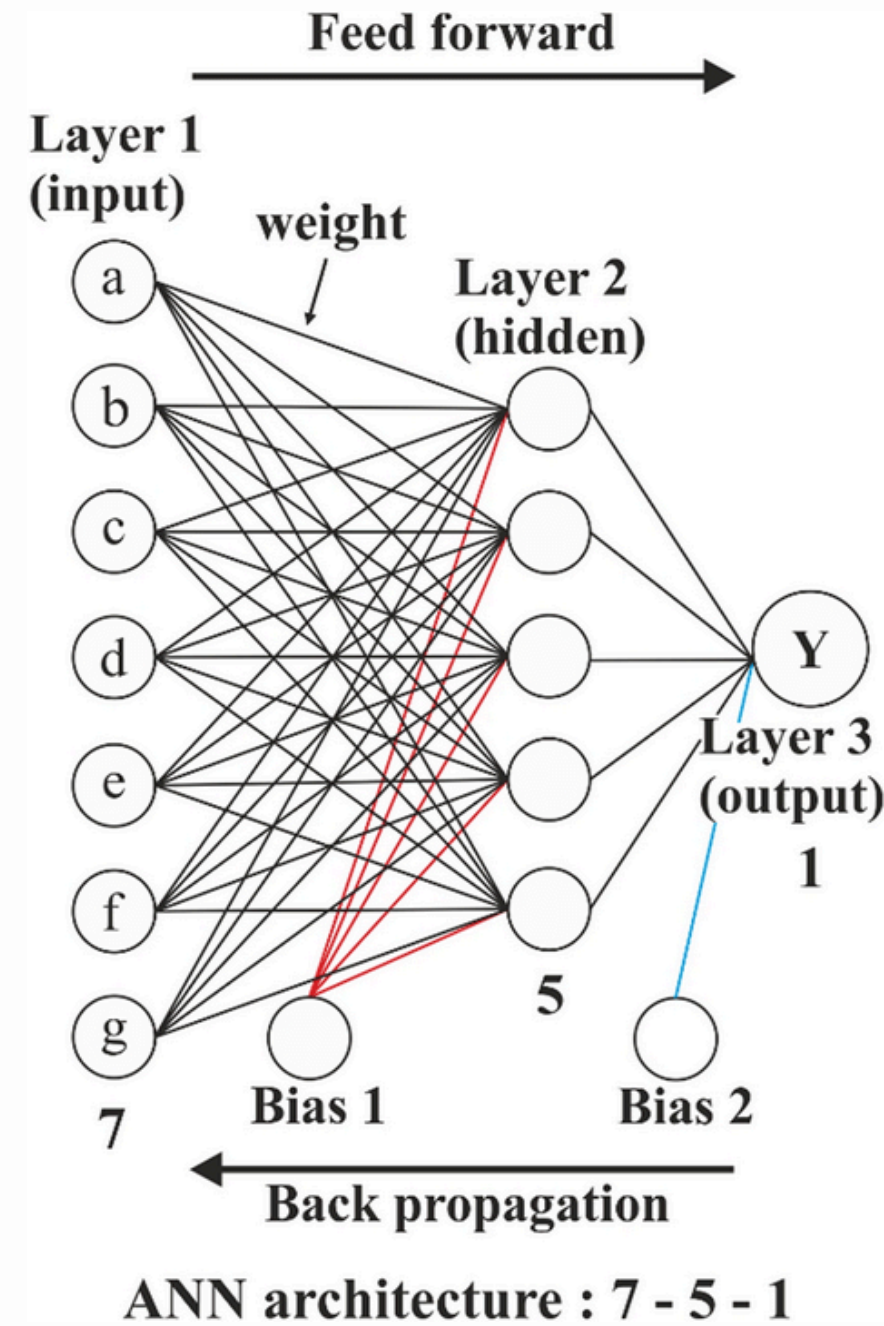 Feed forward
Layer 1
(input)
weight
Layer 2
(hidden)
a
b
c
d
e
f
g
7
5
Y
Layer 3
(output)
1
Bias 1
Bias 2
Back propagation
ANN architecture : 7 - 5 - 1